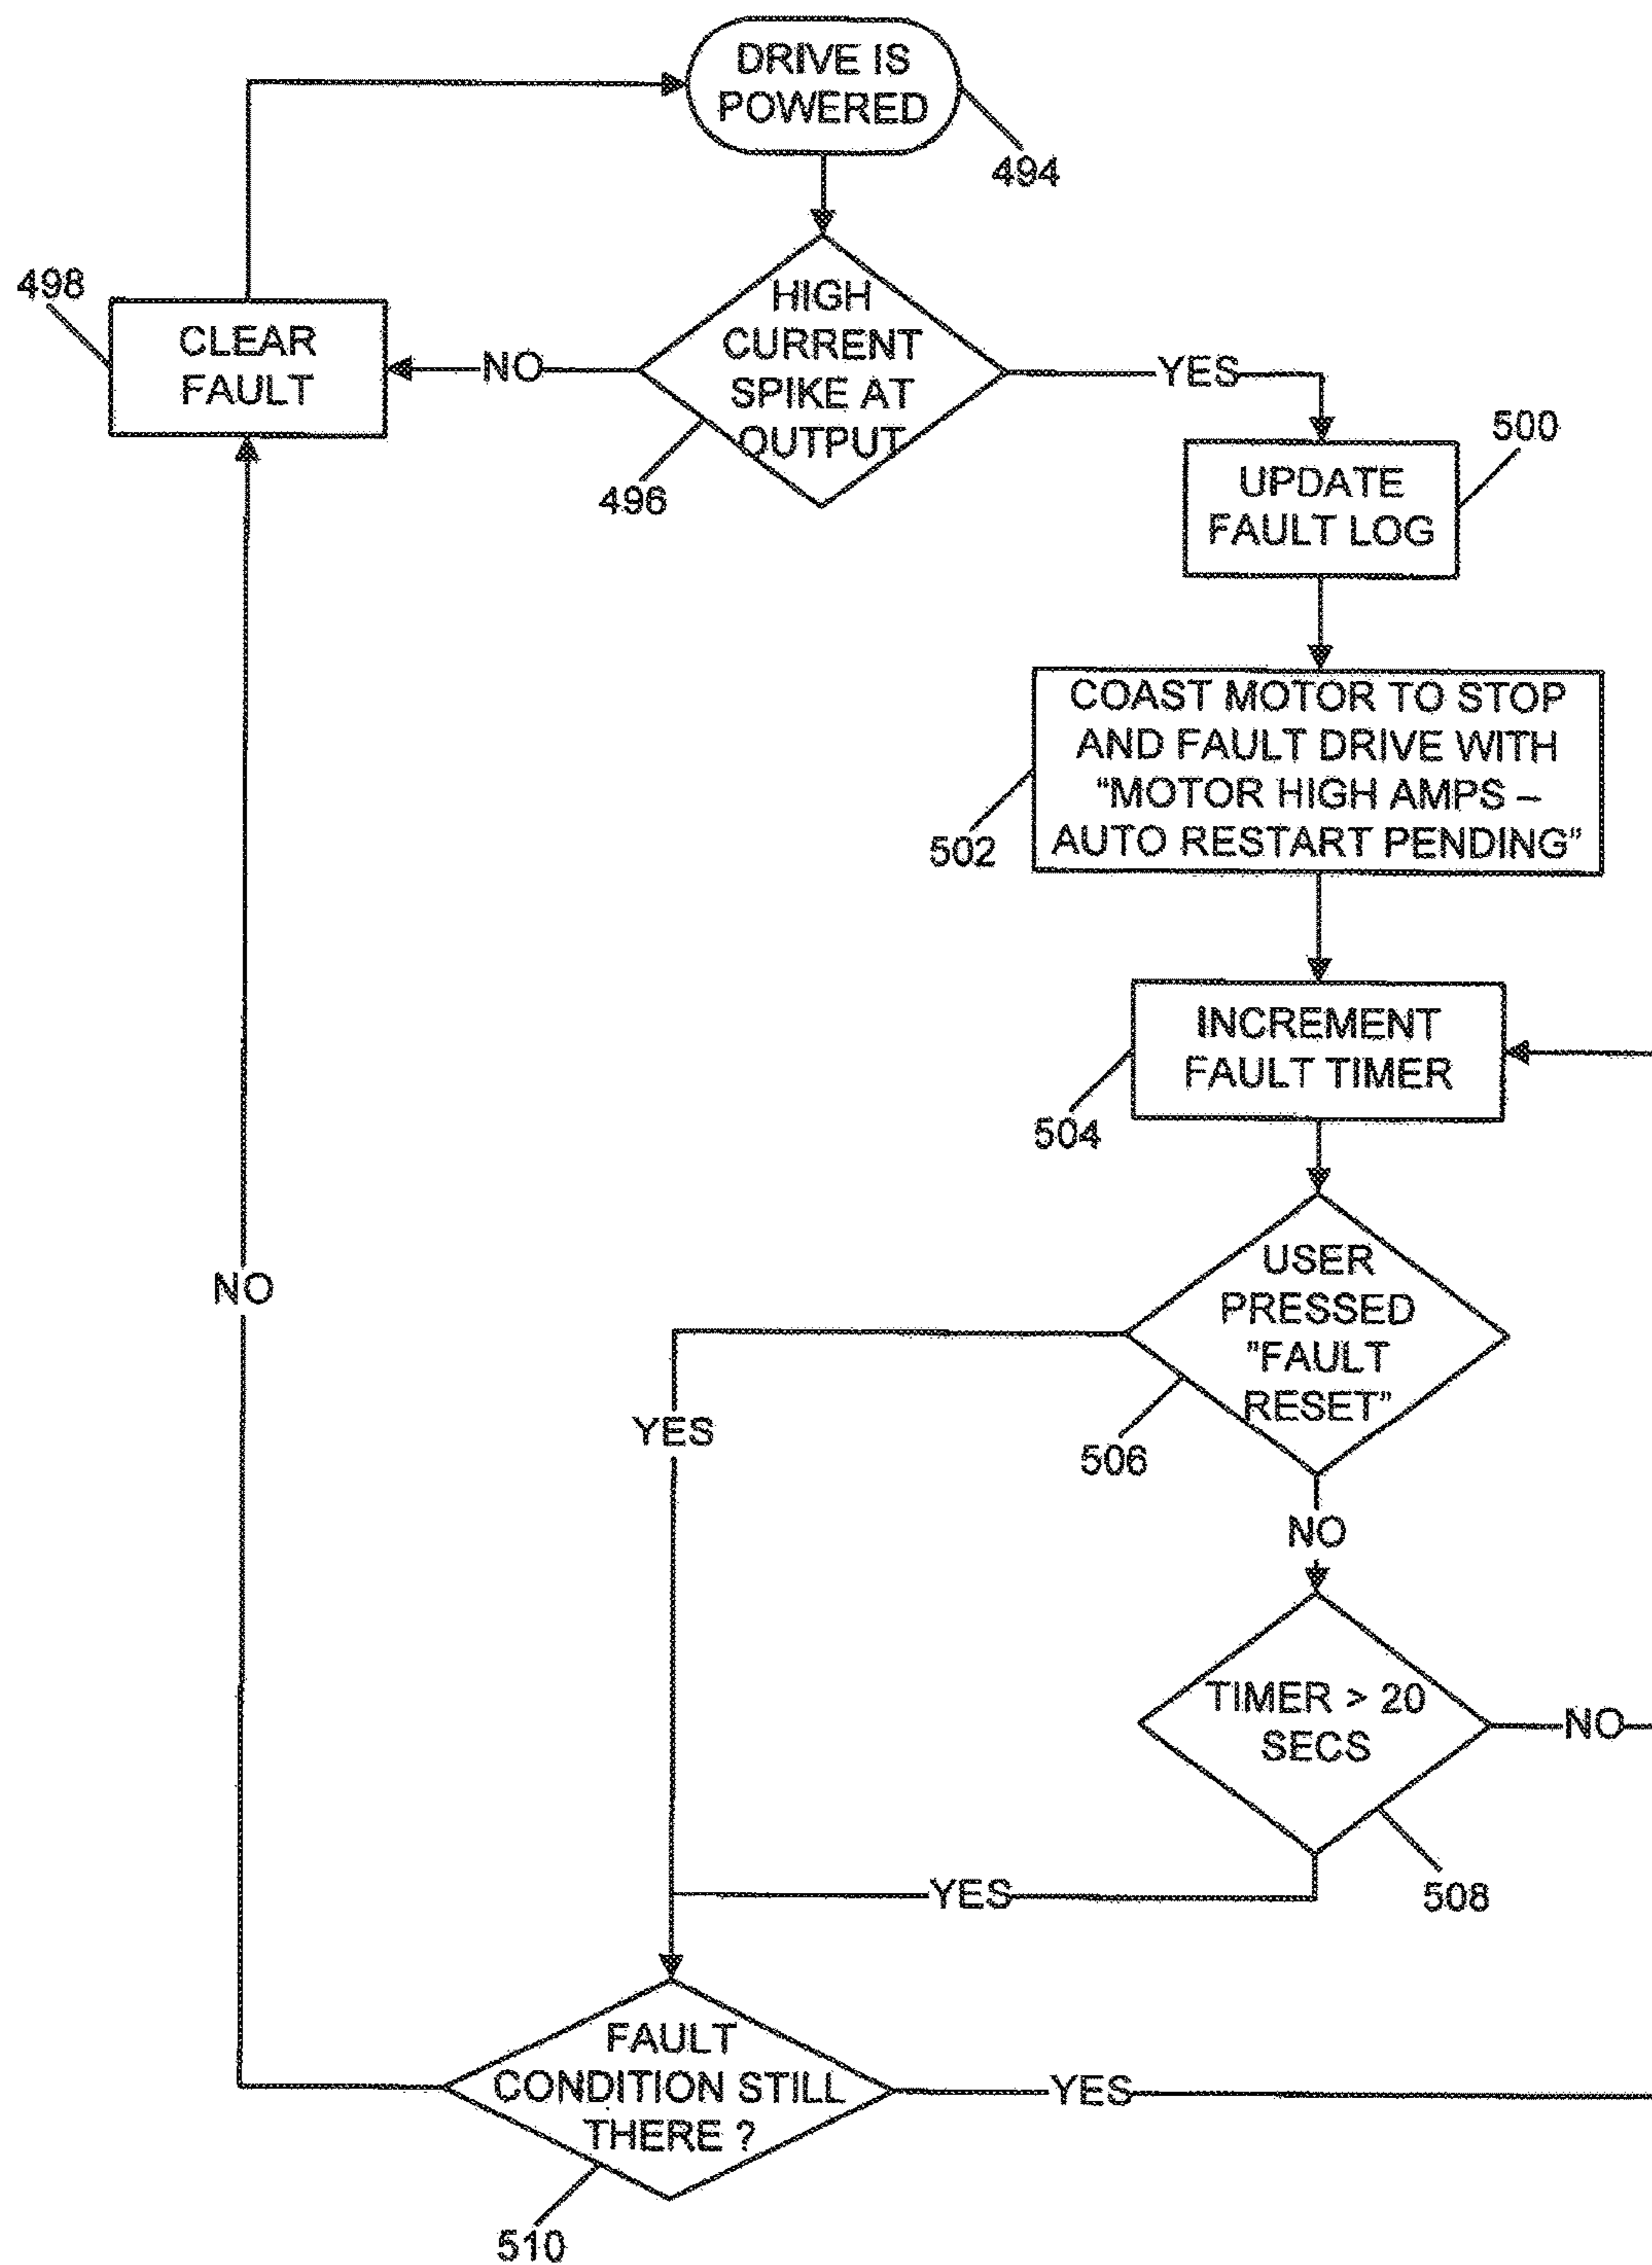 DRIVE IS
POWERED
494
498
CLEAR
FAULT
NO
HIGH
CURRENT
SPIKE AT
OUTPUT
496
YES
500
UPDATE
FAULT LOG
COAST MOTOR TO STOP
AND FAULT DRIVE WITH
“MOTOR HIGH AMPS –
AUTO RESTART PENDING”
502
INCREMENT
FAULT TIMER
504
USER
PRESSED
”FAULT
RESET”
506
NO
YES
NO
TIMER > 20
SECS
NO
508
YES
FAULT
CONDITION STILL
THERE ?
YES
510